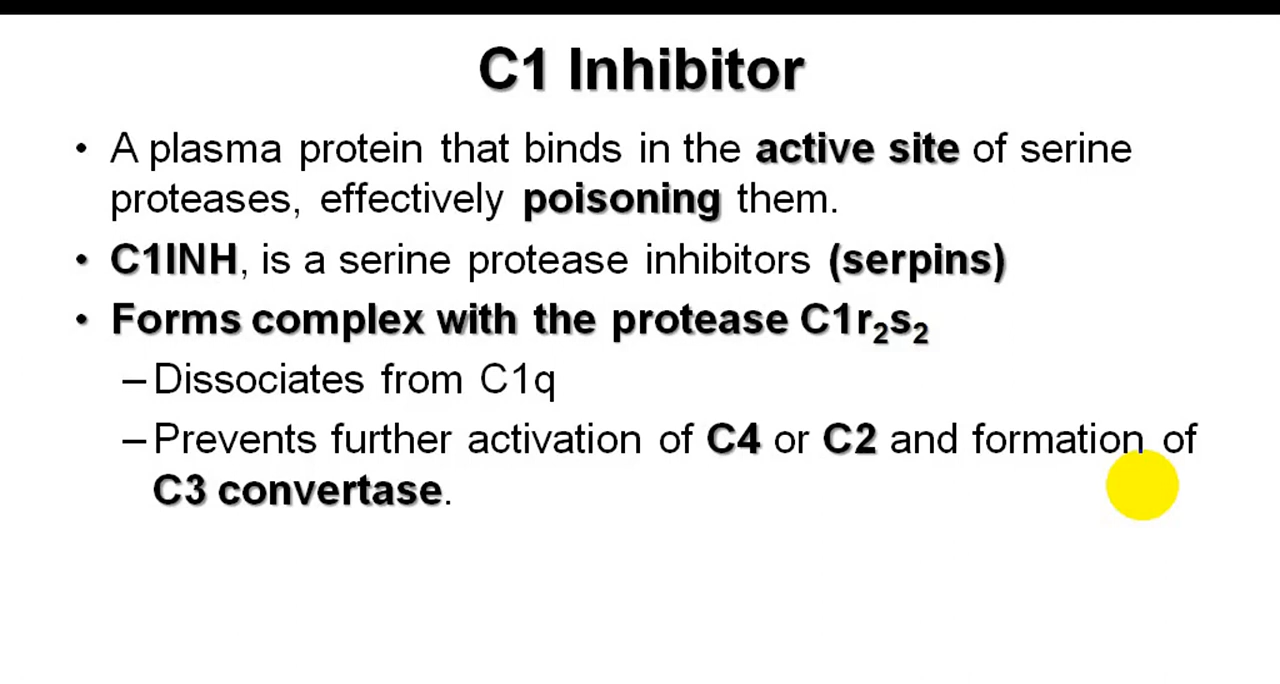 C1 Inhibitor
• A plasma protein that binds in the active site of serine
proteases, effectively poisoning them.
• C1INH, is a serine protease inhibitors (serpins)
• Forms complex with the protease C1r₂s₂
– Dissociates from C1q
– Prevents further activation of C4 or C2 and formation of
C3 convertase.